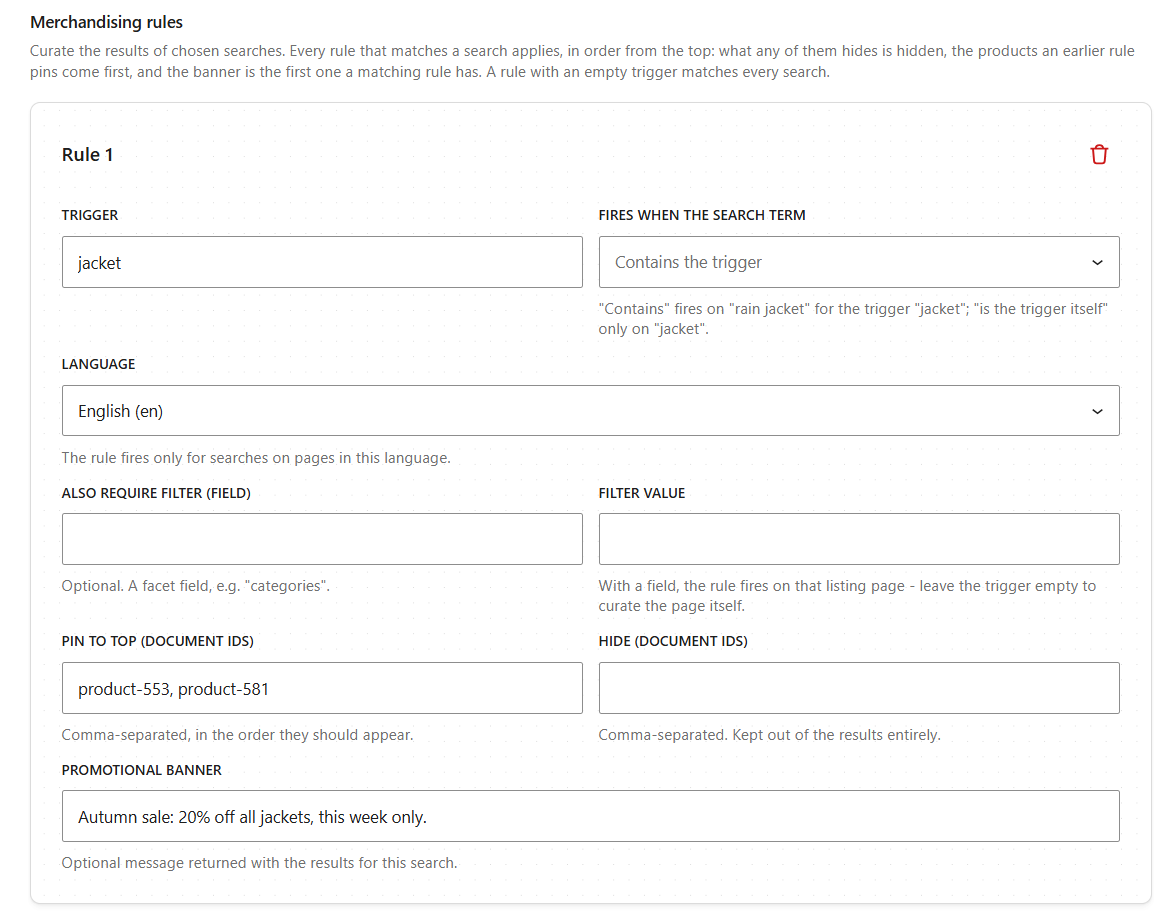 Merchandising rules
Curate the results of chosen searches. Every rule that matches a search applies, in order from the top: what any of them hides is hidden, the products an earlier rule
pins come first, and the banner is the first one a matching rule has. A rule with an empty trigger matches every search.
Rule 1
TRIGGER
FIRES WHEN THE SEARCH TERM
jacket
Contains the trigger
"Contains" fires on "rain jacket" for the trigger "jacket"; "is the trigger itself"
only on "jacket".
LANGUAGE
English (en)
The rule fires only for searches on pages in this language.
ALSO REQUIRE FILTER (FIELD)
FILTER VALUE
Optional. A facet field, e.g. "categories".
With a field, the rule fires on that listing page - leave the trigger empty to
curate the page itself.
PIN TO TOP (DOCUMENT IDS)
HIDE (DOCUMENT IDS)
product-553, product-581
Comma-separated, in the order they should appear.
Comma-separated. Kept out of the results entirely.
PROMOTIONAL BANNER
Autumn sale: 20% off all jackets, this week only.
Optional message returned with the results for this search.